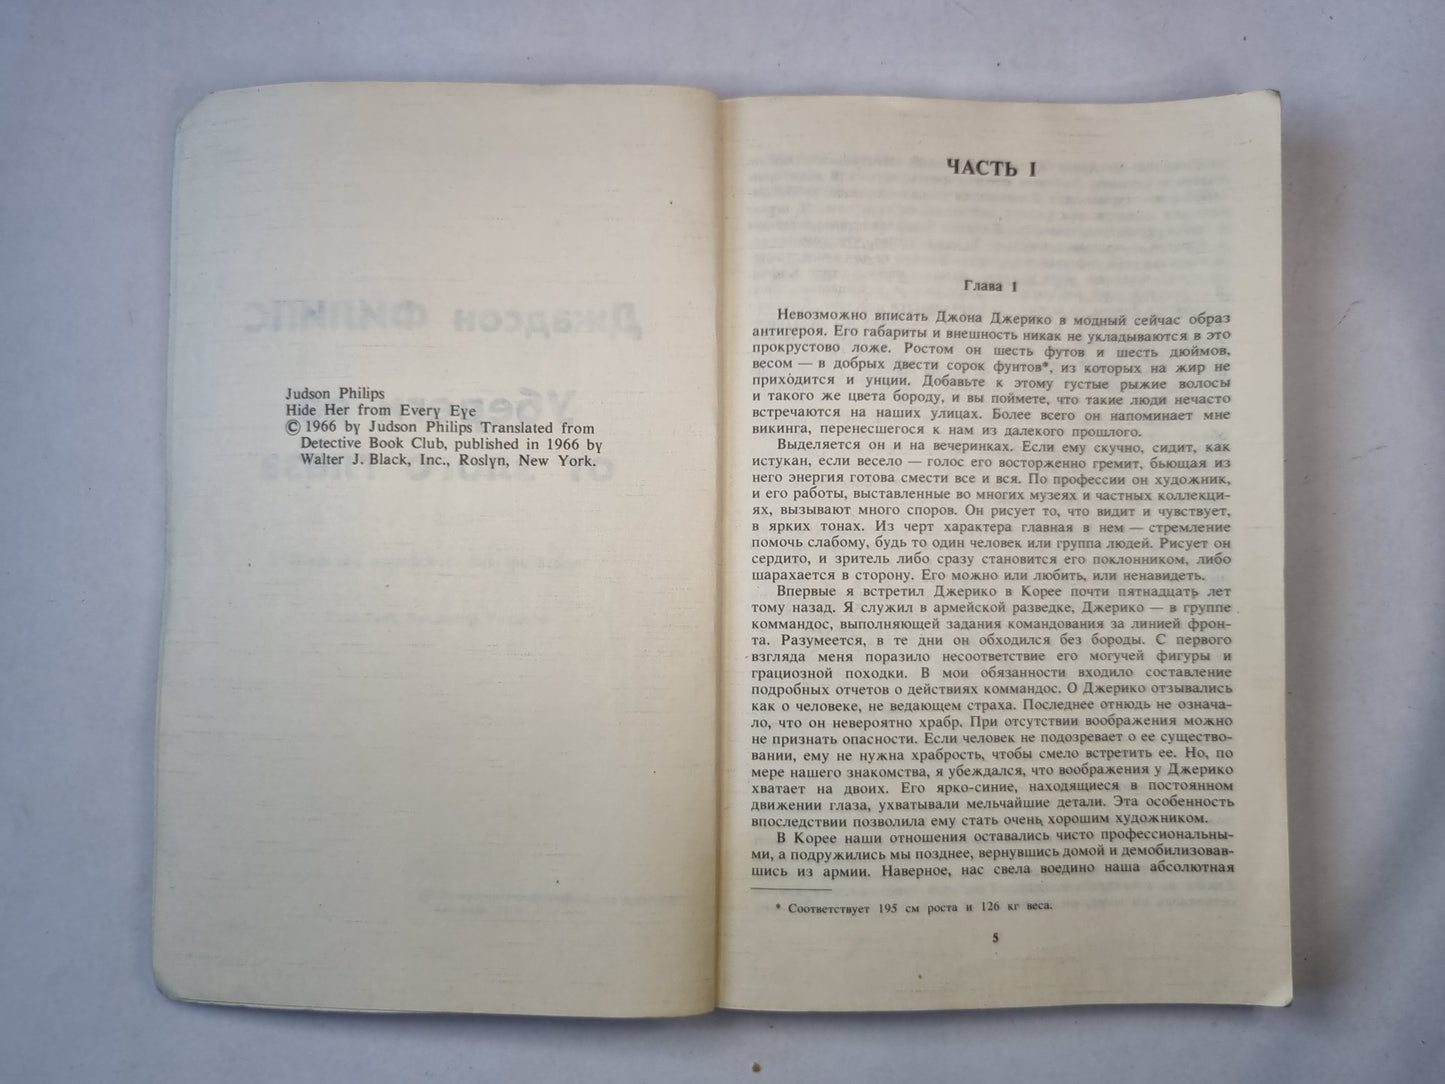 Judson Philips
Hide Her from Every Eye
© 1966 by Judson Philips Translated from
Detective Book Club, published in 1966 by
Walter J. Black, Inc., Roslyn, New York.
ЧАСТЬ I
Глава 1
Невозможно вписать Джона Джерико в модный сейчас образ
антигероя. Его габариты и внешность никак не укладываются в это
прокрустово ложе. Ростом он шесть футов и шесть дюймов,
весом — в добрых двести сорок фунтов*, из которых на жир не
приходится и унции. Добавьте к этому густые рыжие волосы
и такого же цвета бороду, и вы поймете, что такие люди нечасто
встречаются на наших улицах. Более всего он напоминает мне
викинга, перенесшегося к нам из далекого прошлого.
Выделяется он и на вечеринках. Если ему скучно, сидит, как
истукан, если весело — голос его восторженно гремит, бьющая из
него энергия готова смести все и вся. По профессии он художник,
и его работы, выставленные во многих музеях и частных коллекци-
ях, вызывают много споров. Он рисует то, что видит и чувствует,
в ярких тонах. Из черт характера главная в нем — стремление
помочь слабому, будь то один человек или группа людей. Рисует он
сердито, и зритель либо сразу становится его поклонником, либо
шарахается в сторону. Его можно или любить, или ненавидеть.
Впервые я встретил Джерико в Корее почти пятнадцать лет
тому назад. Я служил в армейской разведке, Джерико — в группе
коммандос, выполняющей задания командования за линией фрон-
та. Разумеется, в те дни он обходился без бороды. С первого
взгляда меня поразило несоответствие его могучей фигуры и
грациозной походки. В мои обязанности входило составление
подробных отчетов о действиях коммандос. О Джерико отзывались
как о человеке, не ведающем страха. Последнее отнюдь не означа-
ло, что он невероятно храбр. При отсутствии воображения можно
не признать опасности. Если человек не подозревает о ее существо-
вании, ему не нужна храбрость, чтобы смело встретить ее. Но, по
мере нашего знакомства, я убеждался, что воображения у Джерико
хватает на двоих. Его ярко-синие, находящиеся в постоянном
движении глаза, ухватывали мельчайшие детали. Эта особенность
впоследствии позволила ему стать очень хорошим художником.
В Корее наши отношения оставались чисто профессиональны-
ми, а подружились мы позднее, вернувшись домой и демобилизовав-
шись из армии. Наверное, нас свела воедино наша абсолютная
* Соответствует 195 см роста и 126 кг веса.
5